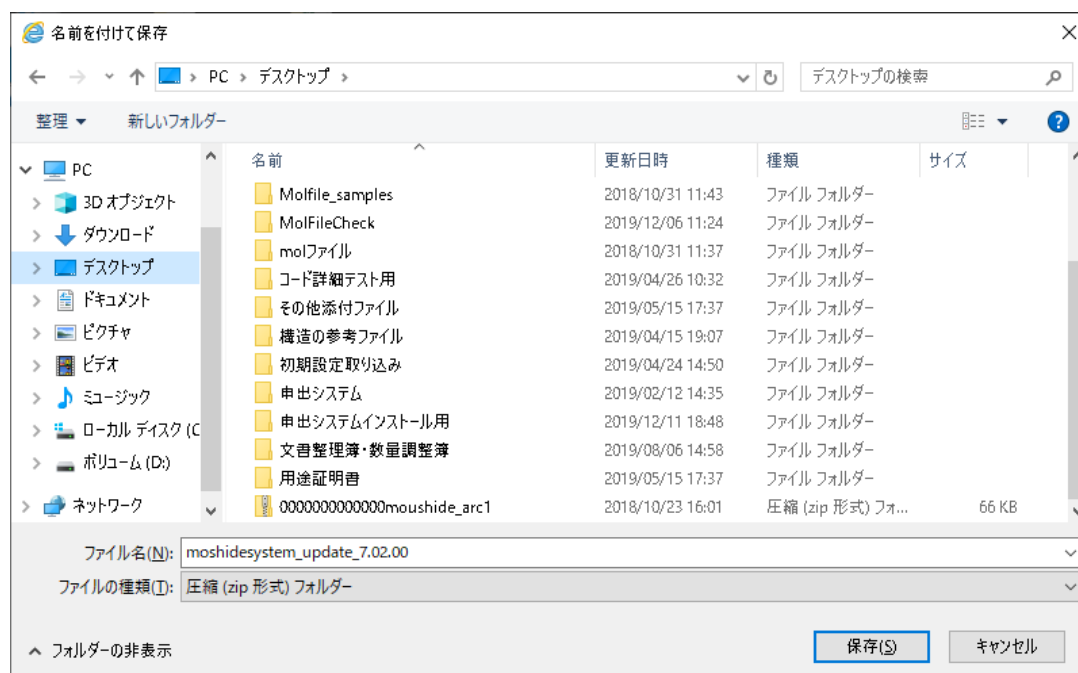 名前を付けて保存
PC › デスクトップ ›
デスクトップの検索
整理 新しいフォルダー
名前 更新日時 種類 サイズ
PC
3D オブジェクト
ダウンロード
デスクトップ
ドキュメント
ピクチャ
ビデオ
ミュージック
ローカル ディスク (C
ボリューム (D:)
ネットワーク
Molfile_samples 2018/10/31 11:43 ファイル フォルダー
MolFileCheck 2019/12/06 11:24 ファイル フォルダー
molファイル 2018/10/31 11:37 ファイル フォルダー
コード詳細テスト用 2019/04/26 10:32 ファイル フォルダー
その他添付ファイル 2019/05/15 17:37 ファイル フォルダー
構造の参考ファイル 2019/04/15 19:07 ファイル フォルダー
初期設定取り込み 2019/04/24 14:50 ファイル フォルダー
申出システム 2019/02/12 14:35 ファイル フォルダー
申出システムインストール用 2019/12/11 18:48 ファイル フォルダー
文書整理簿・数量調整簿 2019/08/06 14:58 ファイル フォルダー
用途証明書 2019/05/15 17:37 ファイル フォルダー
0000000000000moushide_arc1 2018/10/23 16:01 圧縮 (zip 形式) フォ... 66 KB
ファイル名(N): moshidesystem_update_7.02.00
ファイルの種類(T): 圧縮 (zip 形式) フォルダー
フォルダーの非表示
保存(S) キャンセル